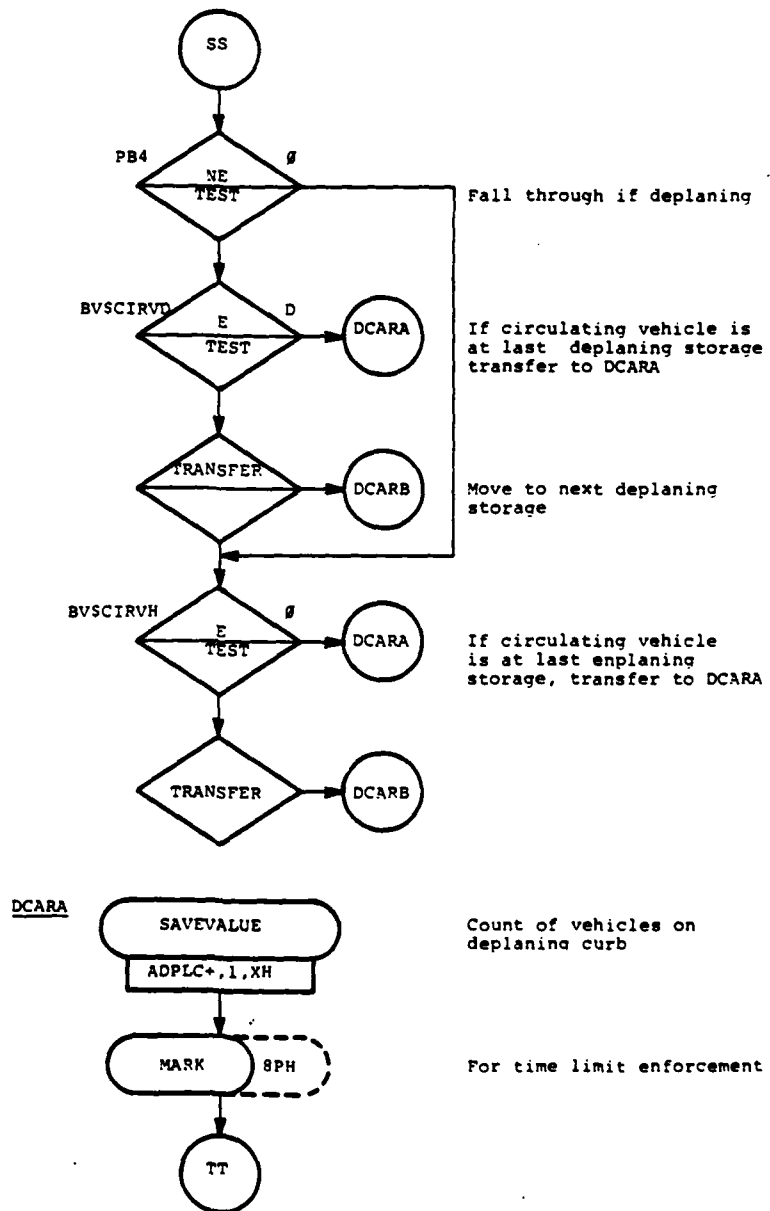 SS
PB4
Ø
NE
TEST
Fall through if deplaning
BVSCIRVD
D
E
TEST
DCARA
If circulating vehicle is
at last deplaning storage
transfer to DCARA
TRANSFER
DCARB
Move to next deplaning
storage
BVSCIRVH
Ø
E
TEST
DCARA
If circulating vehicle
is at last enplaning
storage, transfer to DCARA
TRANSFER
DCARB
DCARA
SAVEVALUE
ADPLC+,1,XH
Count of vehicles on
deplaning curb
MARK
8PH
For time limit enforcement
TT